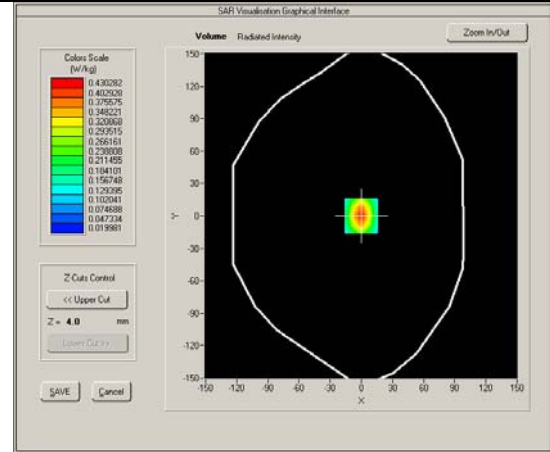 SAR Visualisation Graphical Interface
Volume Radiated Intensity
Zoom In/Out
Colors Scale
(W/kg)
0.430282
0.402928
0.375575
0.348221
0.320868
0.293515
0.266161
0.238808
0.211455
0.184101
0.156748
0.129395
0.102041
0.074688
0.047334
0.019981
150
120
90
60
30
Y 0
-30
-60
-90
-120
-150
-150 -120 -90 -60 -30 0 30 60 90 120 150
X
Z-Cuts Control
<< Upper Cut
Z = 4.0 mm
Lower Cut >>
SAVE Cancel